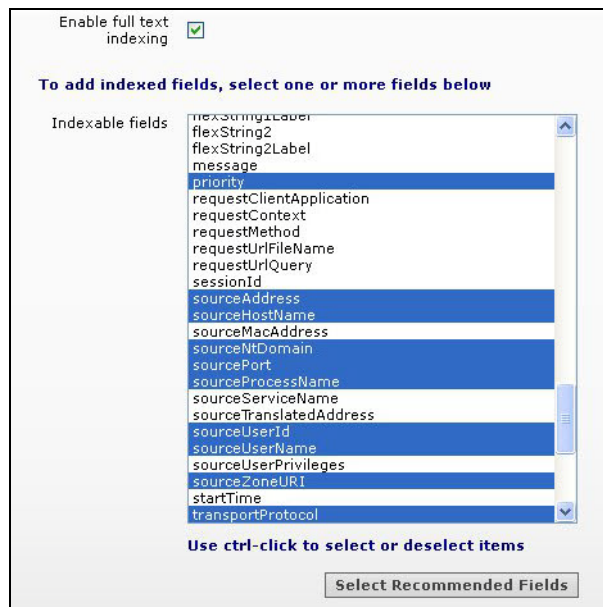 Enable full text
indexing
To add indexed fields, select one or more fields below
Indexable fields
flexString1Label
flexString2
flexString2Label
message
priority
requestClientApplication
requestContext
requestMethod
requestUrlFileName
requestUrlQuery
sessionId
sourceAddress
sourceHostName
sourceMacAddress
sourceNtDomain
sourcePort
sourceProcessName
sourceServiceName
sourceTranslatedAddress
sourceUserId
sourceUserName
sourceUserPrivileges
sourceZoneURI
startTime
transportProtocol
Use ctrl-click to select or deselect items
Select Recommended Fields